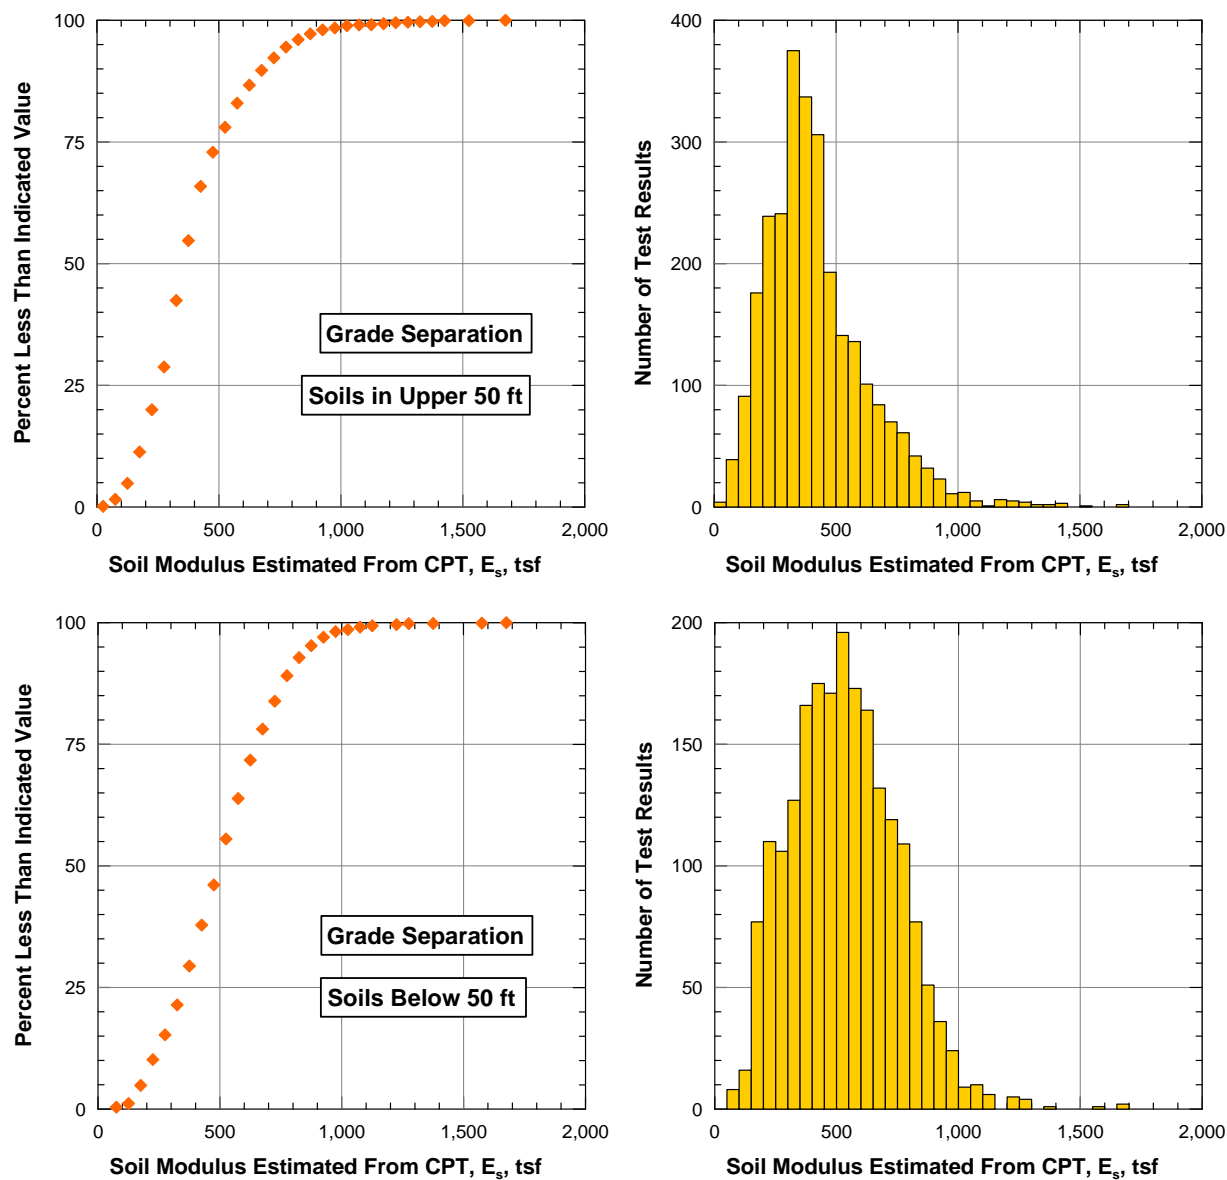 Percent Less Than Indicated Value
100
75
50
25
0
0 500 1,000 1,500 2,000
Grade Separation
Soils in Upper 50 ft
Soil Modulus Estimated From CPT, Es, tsf
Number of Test Results
400
300
200
100
0
0 500 1,000 1,500 2,000
Soil Modulus Estimated From CPT, Es, tsf
Percent Less Than Indicated Value
100
75
50
25
0
0 500 1,000 1,500 2,000
Grade Separation
Soils Below 50 ft
Soil Modulus Estimated From CPT, Es, tsf
Number of Test Results
200
150
100
50
0
0 500 1,000 1,500 2,000
Soil Modulus Estimated From CPT, Es, tsf